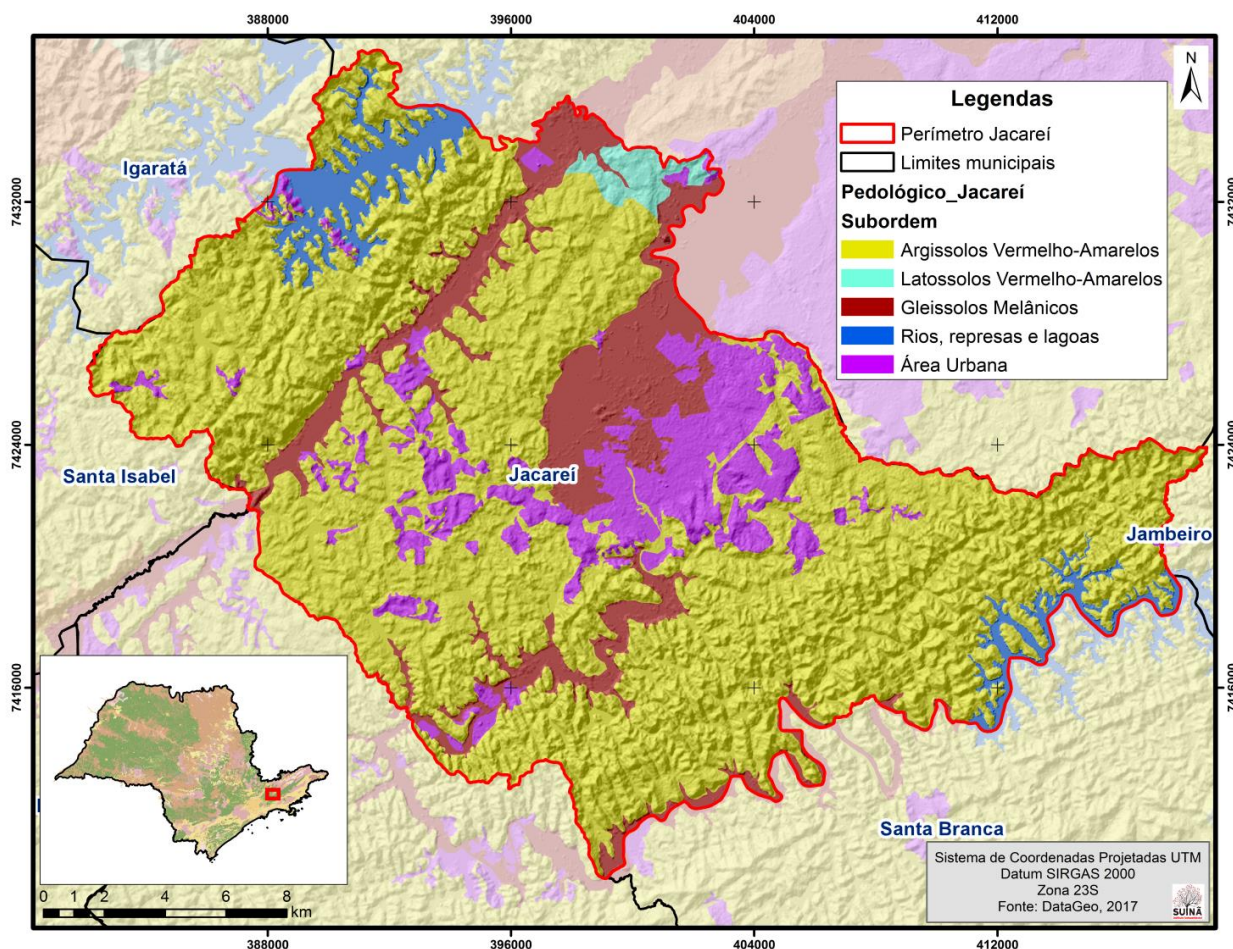 388000
396000
404000
412000
N
Legendas
Perímetro Jacareí
Limites municipais
Pedológico_Jacareí
Subordem
Argissolos Vermelho-Amarelos
Latossolos Vermelho-Amarelos
Gleissolos Melânicos
Rios, represas e lagoas
Área Urbana
Igaratá
7432000
7432000
7424000
7424000
Santa Isabel
Jacareí
Jambeiro
7416000
7416000
Santa Branca
Sistema de Coordenadas Projetadas UTM
Datum SIRGAS 2000
Zona 23S
Fonte: DataGeo, 2017
SUINÃ
0 1 2 4 6 8
km
388000
396000
404000
412000